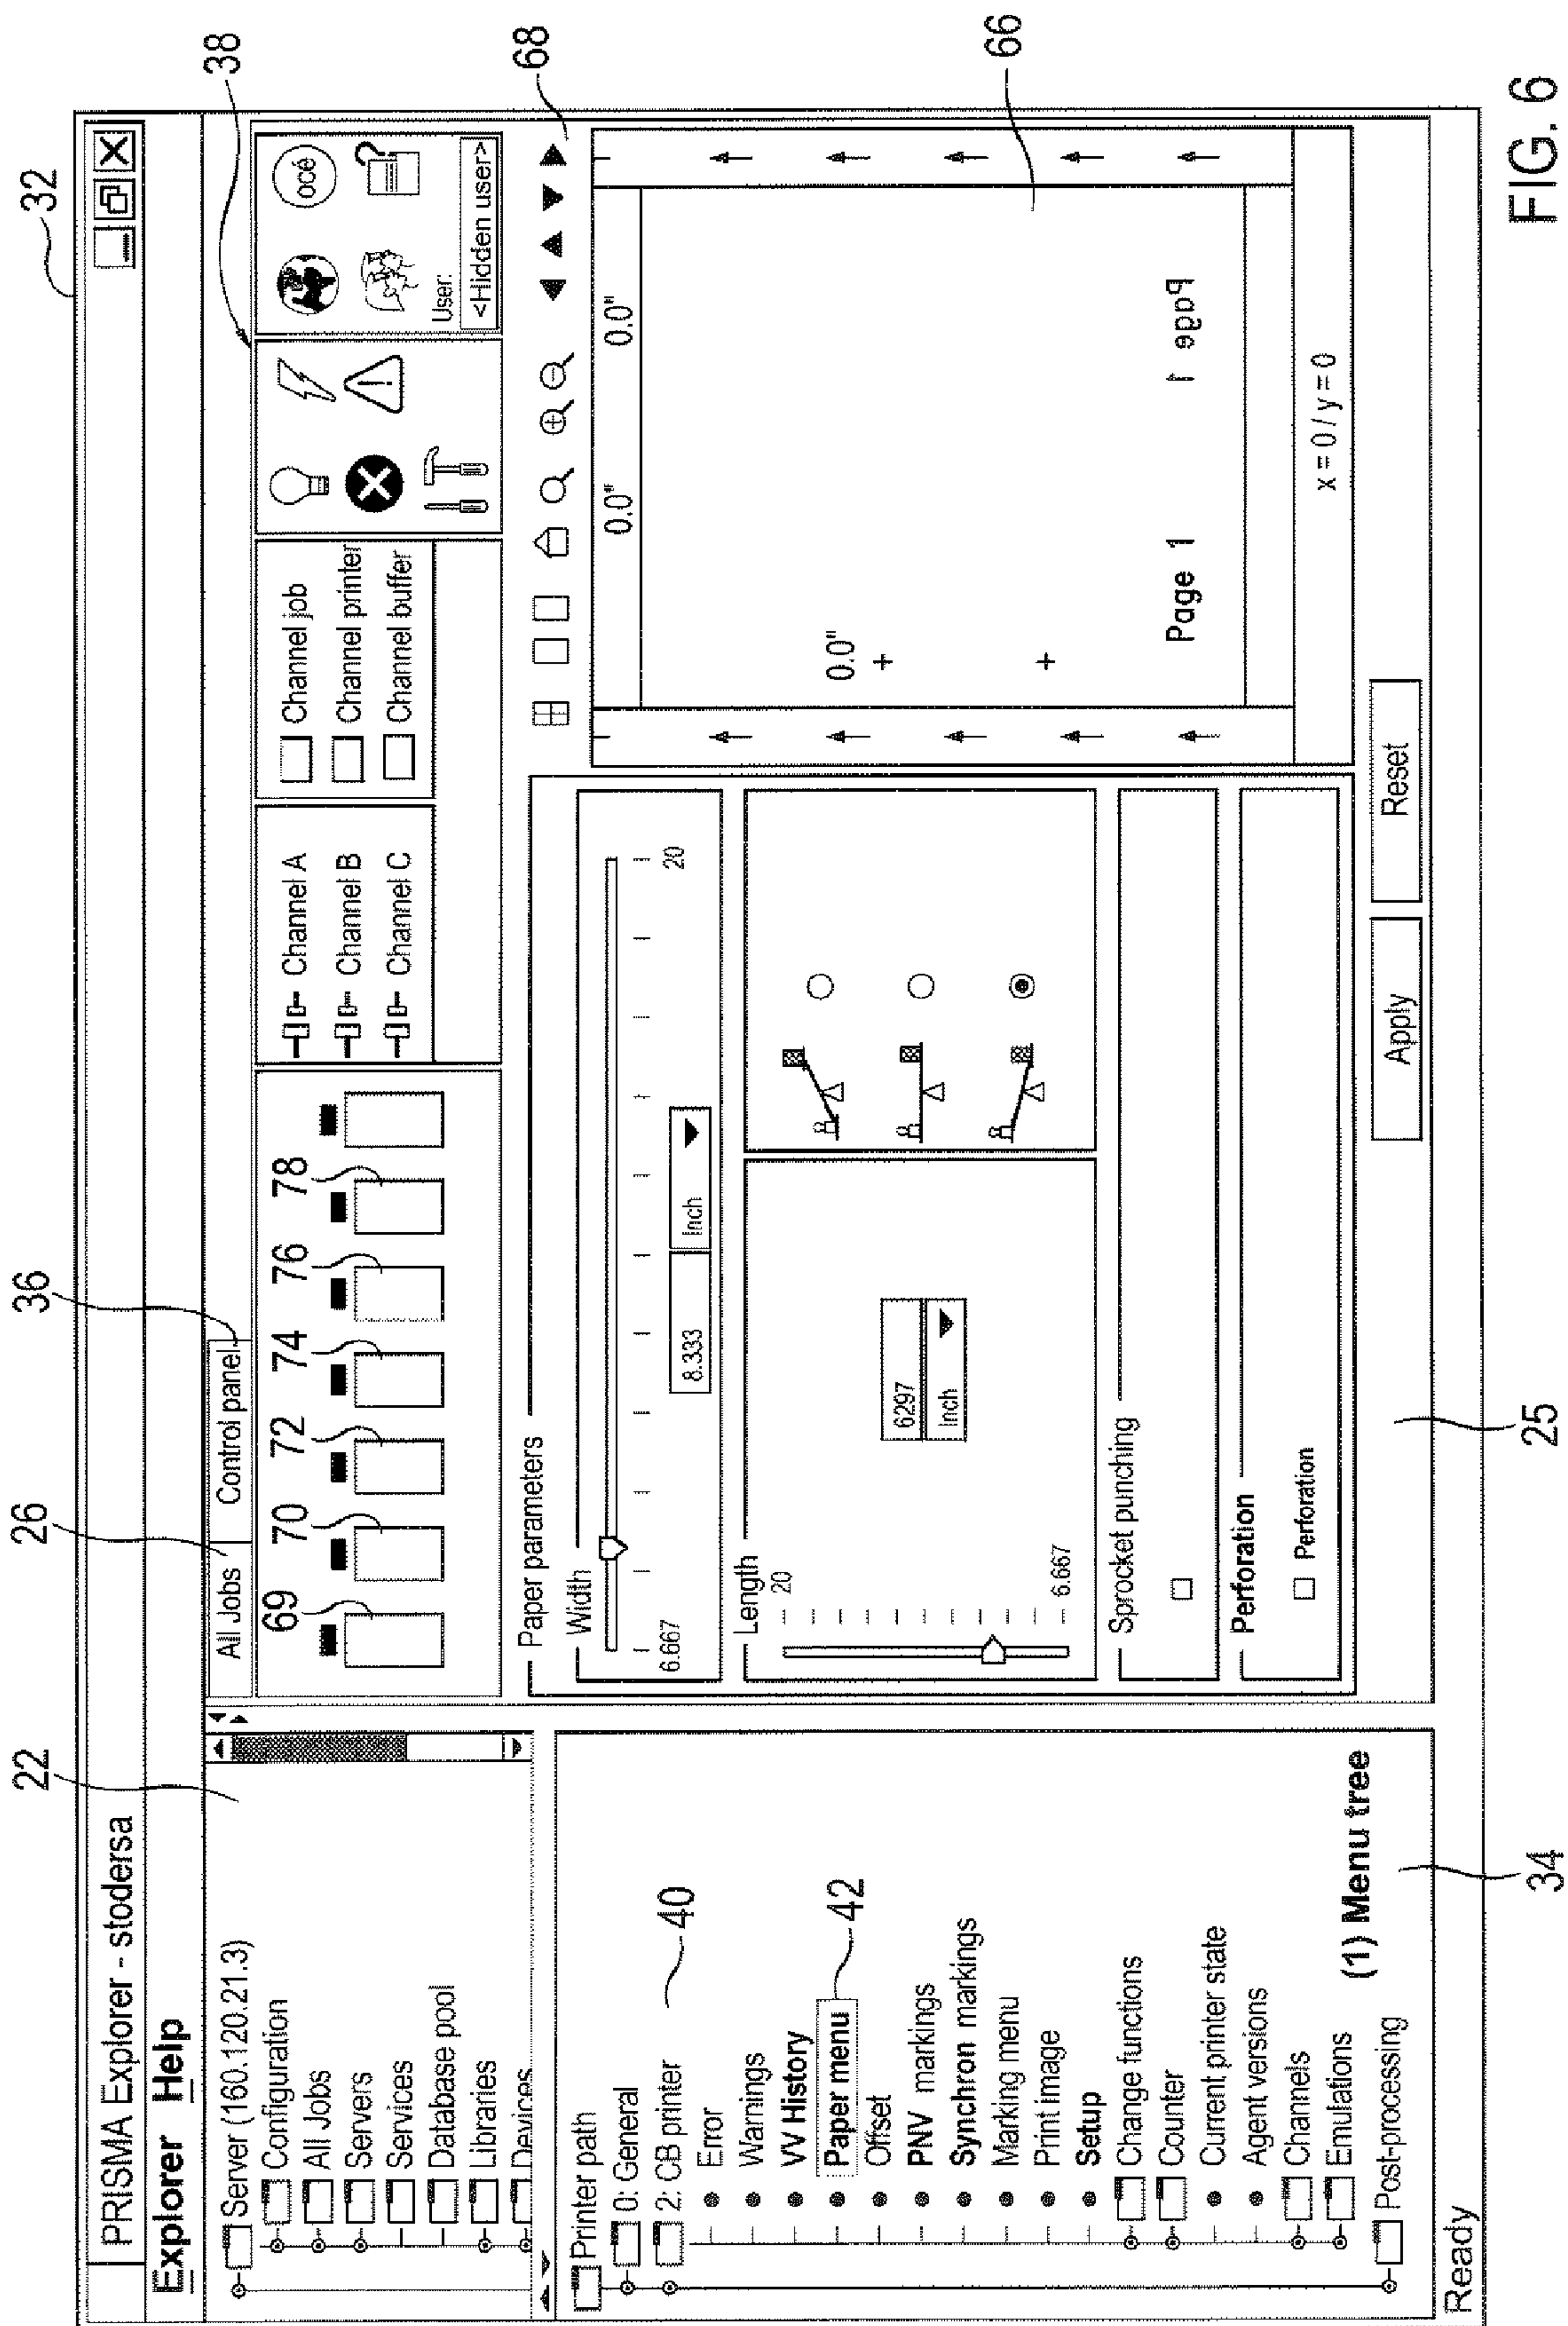 32
PRISMA Explorer - stodersa
Explorer Help
22
26
36
38
Server (160.120.21.3)
Configuration
All Jobs
Servers
Services
Database pool
Libraries
Devices
All Jobs
Control panel
69
70
72
74
76
78
Channel A
Channel B
Channel C
Channel job
Channel printer
Channel buffer
océ
?
User:
<Hidden user>
68
Printer path
0: General
2: CB printer
40
Error
Warnings
VV History
Paper menu
42
Offset
PNV markings
Synchron markings
Marking menu
Print image
Setup
Change functions
Counter
Current printer state
Agent versions
Channels
Emulations
Post-processing
(1) Menu tree
34
Paper parameters
Width
6.667
20
8.333
Inch
Length
20
6.667
6297
Inch
Sprocket punching
Perforation
Perforation
0.0"
0.0"
0.0"
Page 1
Page 1
x = 0 / y = 0
66
Apply
Reset
25
Ready
FIG. 6